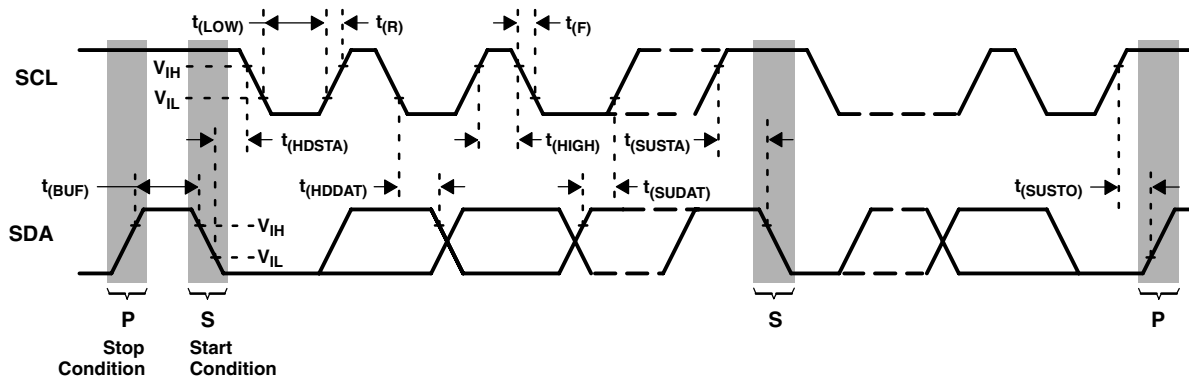 t(LOW) t(R) t(F)
SCL
VIH
VIL
t(HDSTA) t(HIGH) t(SUSTA)
t(BUF) t(HDDAT) t(SUDAT) t(SUSTO)
SDA
VIH
VIL
P S S P
Stop Condition
Start Condition